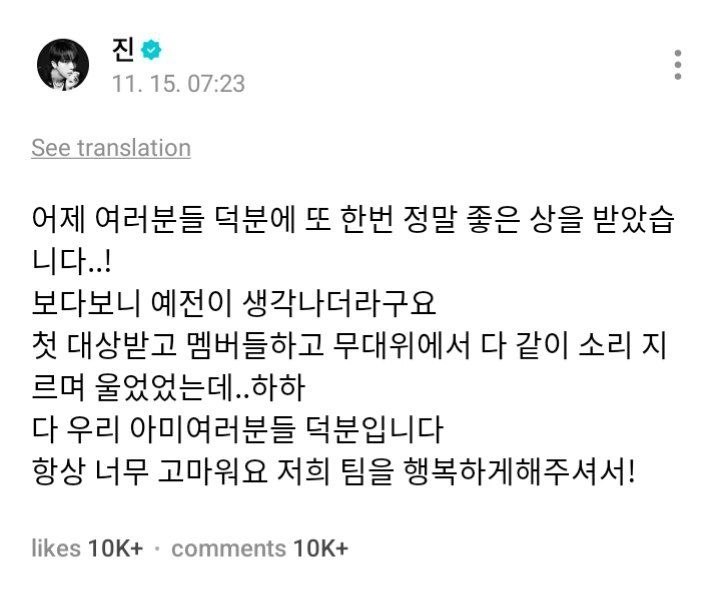 진
11. 15. 07:23
See translation
어제 여러분들 덕분에 또 한번 정말 좋은 상을 받았습
니다..!
보다보니 예전이 생각나더라구요
첫 대상받고 멤버들하고 무대위에서 다 같이 소리 지
르며 울었었는데..하하
다 우리 아미여러분들 덕분입니다
항상 너무 고마워요 저희 팀을 행복하게해주셔서!
likes 10K+ · comments 10K+